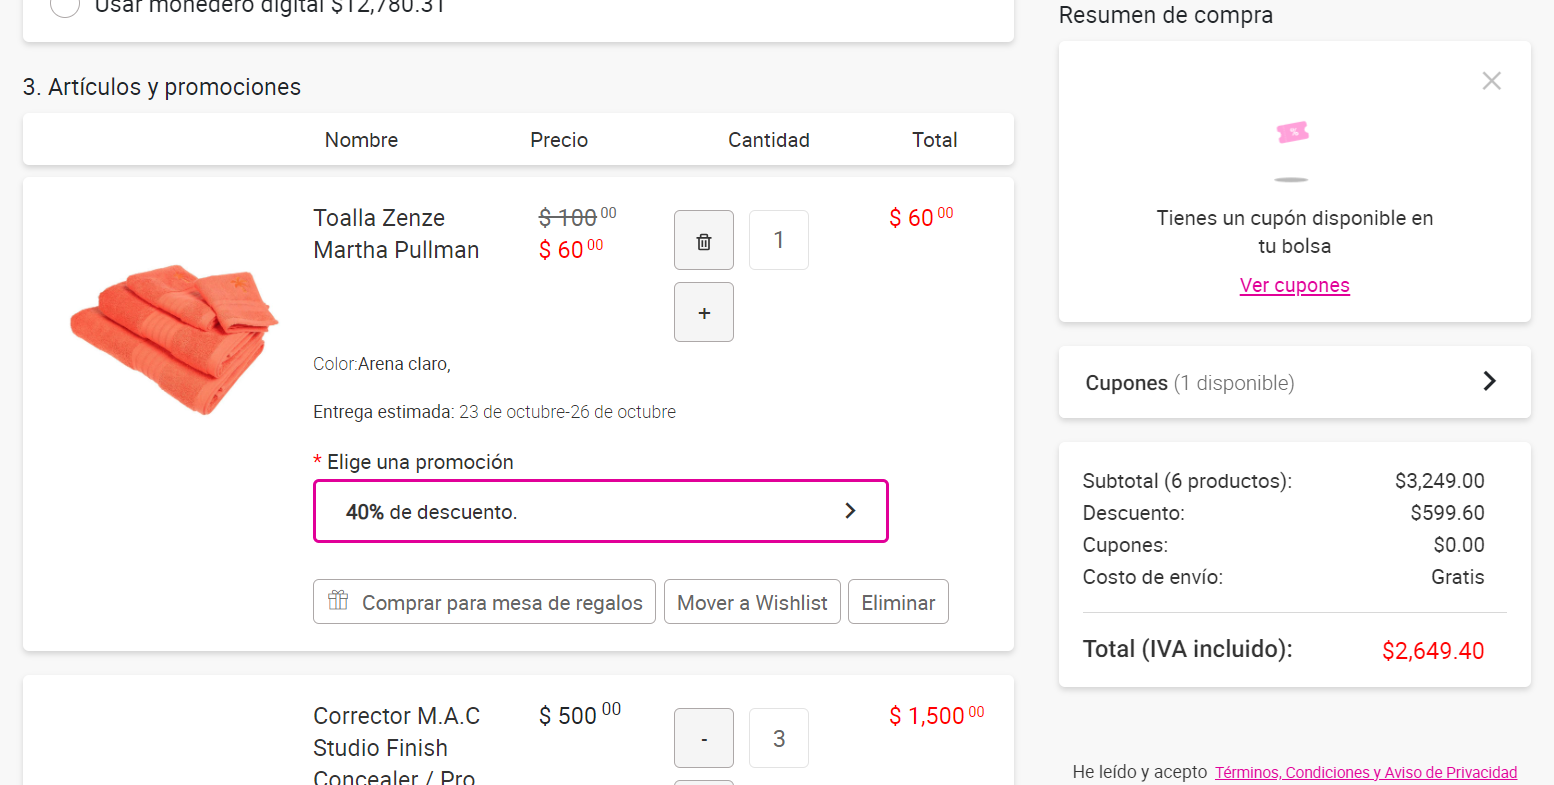 Usar monedero digital $12,780.31
Resumen de compra
3. Artículos y promociones
Nombre Precio Cantidad Total
Toalla Zenze
Martha Pullman
$ 100 00
$ 60 00
1
$ 60 00
+
Color:Arena claro,
Entrega estimada: 23 de octubre-26 de octubre
* Elige una promoción
40% de descuento.
Comprar para mesa de regalos Mover a Wishlist Eliminar
Corrector M.A.C
Studio Finish
Concealer / Pro
$ 500 00
-
3
$ 1,500 00
%
Tienes un cupón disponible en
tu bolsa
Ver cupones
Cupones (1 disponible)
Subtotal (6 productos): $3,249.00
Descuento: $599.60
Cupones: $0.00
Costo de envío: Gratis
Total (IVA incluido): $2,649.40
He leído y acepto Términos, Condiciones y Aviso de Privacidad